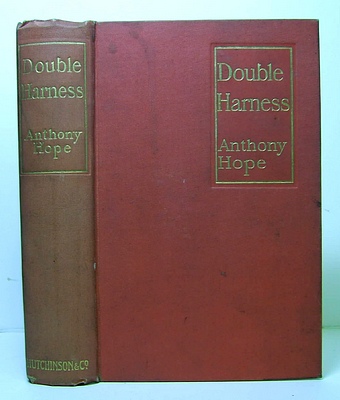 Double
Harness
Anthony
Hope
HUTCHINSON & Co
Double
Harness
Anthony
Hope